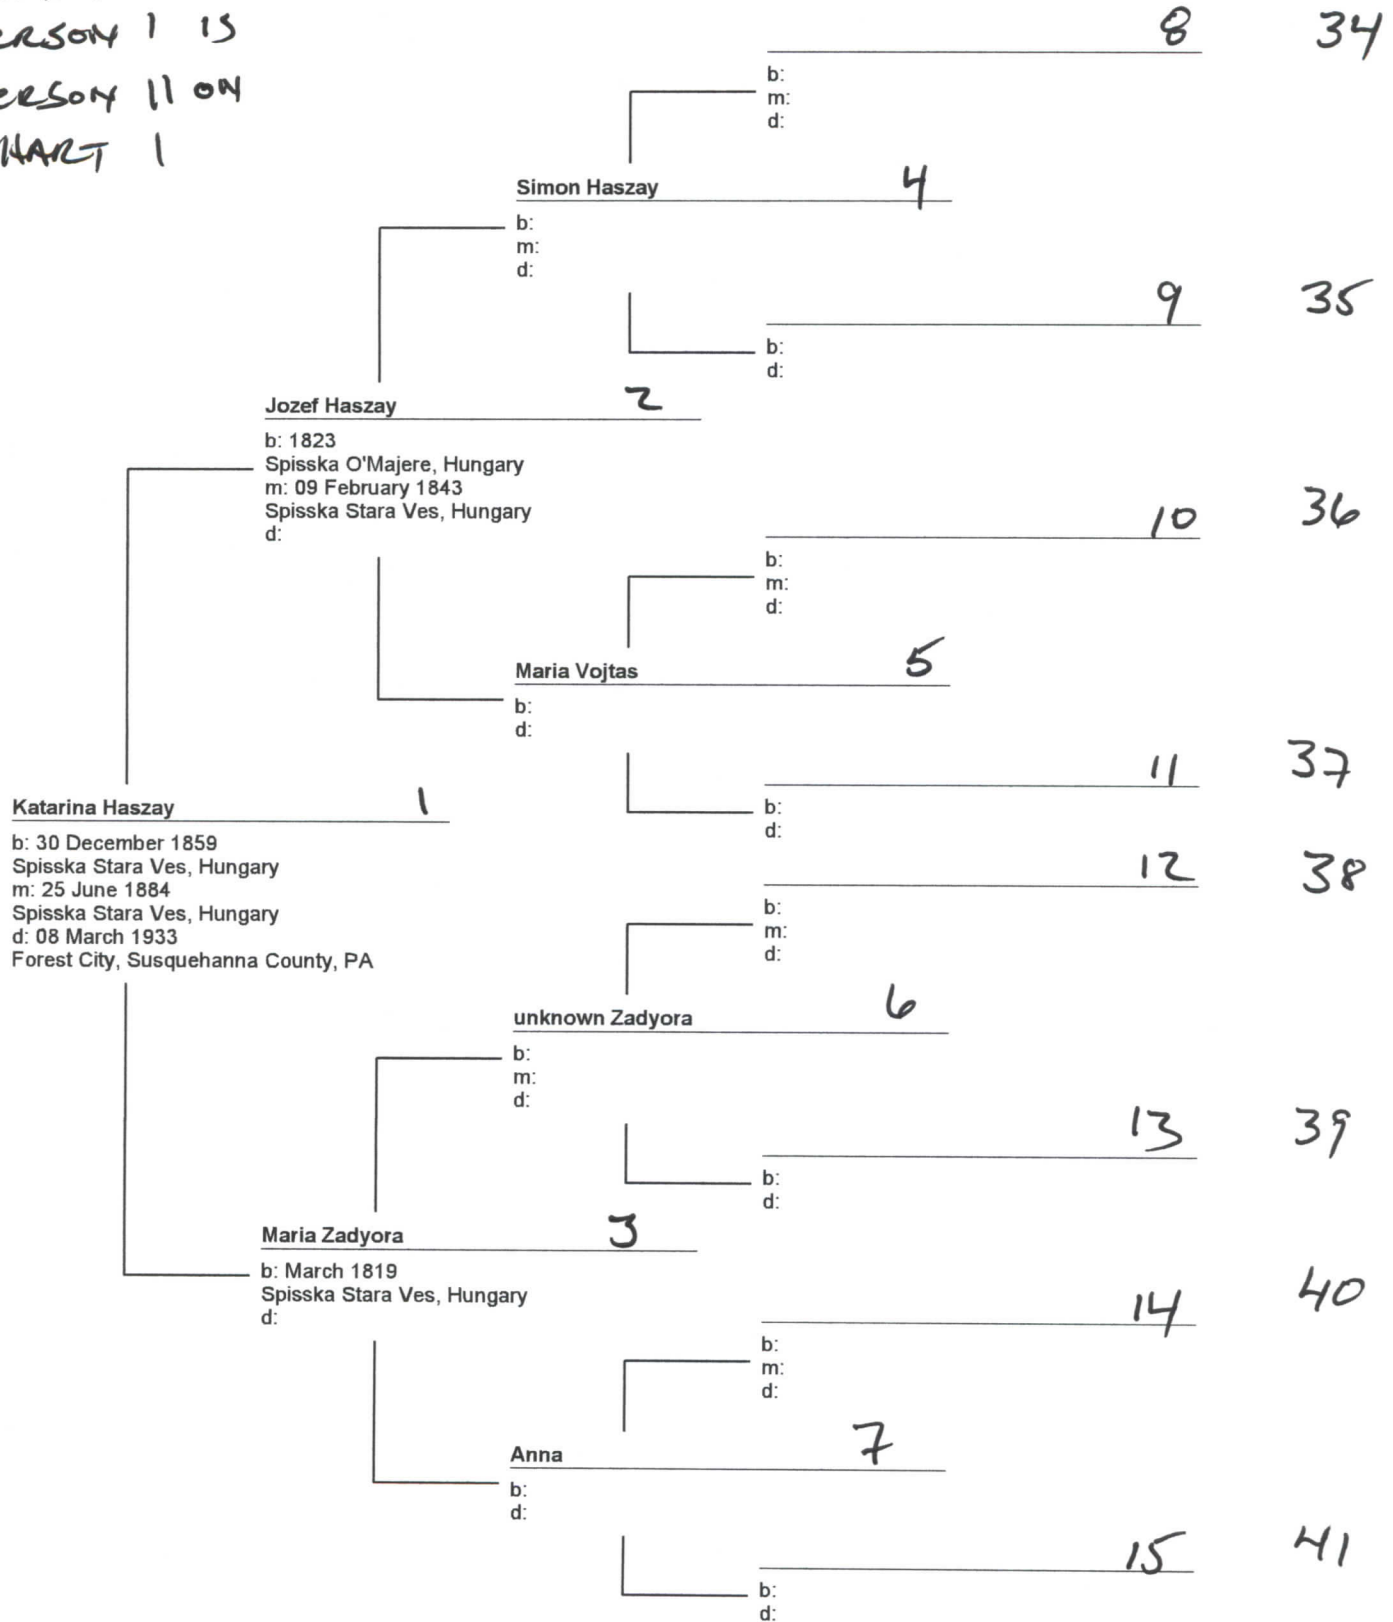 ERSON 1 IS
ERSON 11 ON
HART 1
8 34
b:
m:
d:
Simon Haszay 4
b:
m:
d:
9 35
b:
d:
Jozef Haszay 2
b: 1823
Spisska O'Majere, Hungary
m: 09 February 1843
Spisska Stara Ves, Hungary
d:
10 36
b:
m:
d:
Maria Vojtas 5
b:
d:
11 37
b:
d:
Katarina Haszay 1
b: 30 December 1859
Spisska Stara Ves, Hungary
m: 25 June 1884
Spisska Stara Ves, Hungary
d: 08 March 1933
Forest City, Susquehanna County, PA
12 38
b:
m:
d:
unknown Zadyora 6
b:
m:
d:
13 39
b:
d:
Maria Zadyora 3
b: March 1819
Spisska Stara Ves, Hungary
d:
14 40
b:
m:
d:
Anna 7
b:
d:
15 41
b:
d: